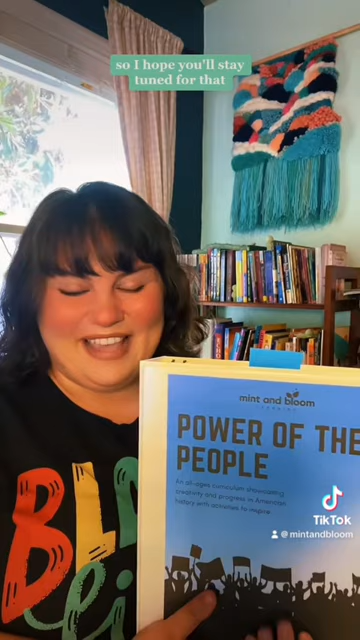 so I hope you'll stay
tuned for that
mint and bloom
POWER OF THE
PEOPLE
An all-ages curriculum showcasing
creativity and progress in American
history with activities to inspire
TikTok
@mintandbloom